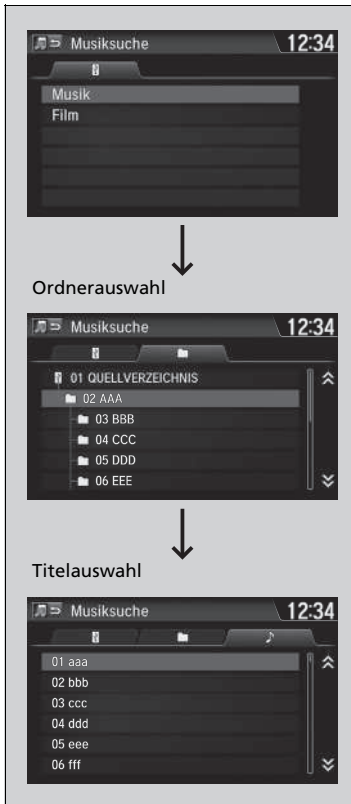 Musiksuche 12:34
Musik
Film
Ordnerauswahl
Musiksuche 12:34
01 QUELLVERZEICHNIS
02 AAA
03 BBB
04 CCC
05 DDD
06 EEE
Titelauswahl
Musiksuche 12:34
01 aaa
02 bbb
03 ccc
04 ddd
05 eee
06 fff